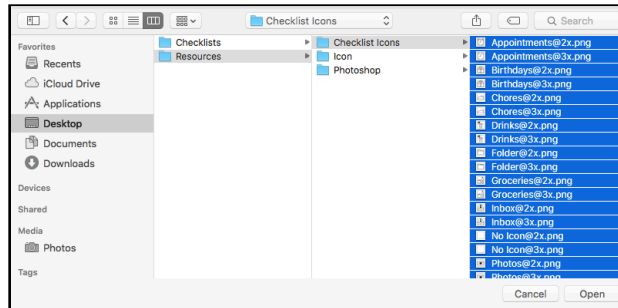 Checklist Icons
Search
Favorites
Recents
iCloud Drive
Applications
Desktop
Documents
Downloads
Devices
Shared
Media
Photos
Tags
Checklists
Resources
Checklist Icons
Icon
Photoshop
Appointments@2x.png
Appointments@3x.png
Birthdays@2x.png
Birthdays@3x.png
Chores@2x.png
Chores@3x.png
Drinks@2x.png
Drinks@3x.png
Folder@2x.png
Folder@3x.png
Groceries@2x.png
Groceries@3x.png
Inbox@2x.png
Inbox@3x.png
No Icon@2x.png
No Icon@3x.png
Photos@2x.png
Photos@3x.png
Cancel
Open